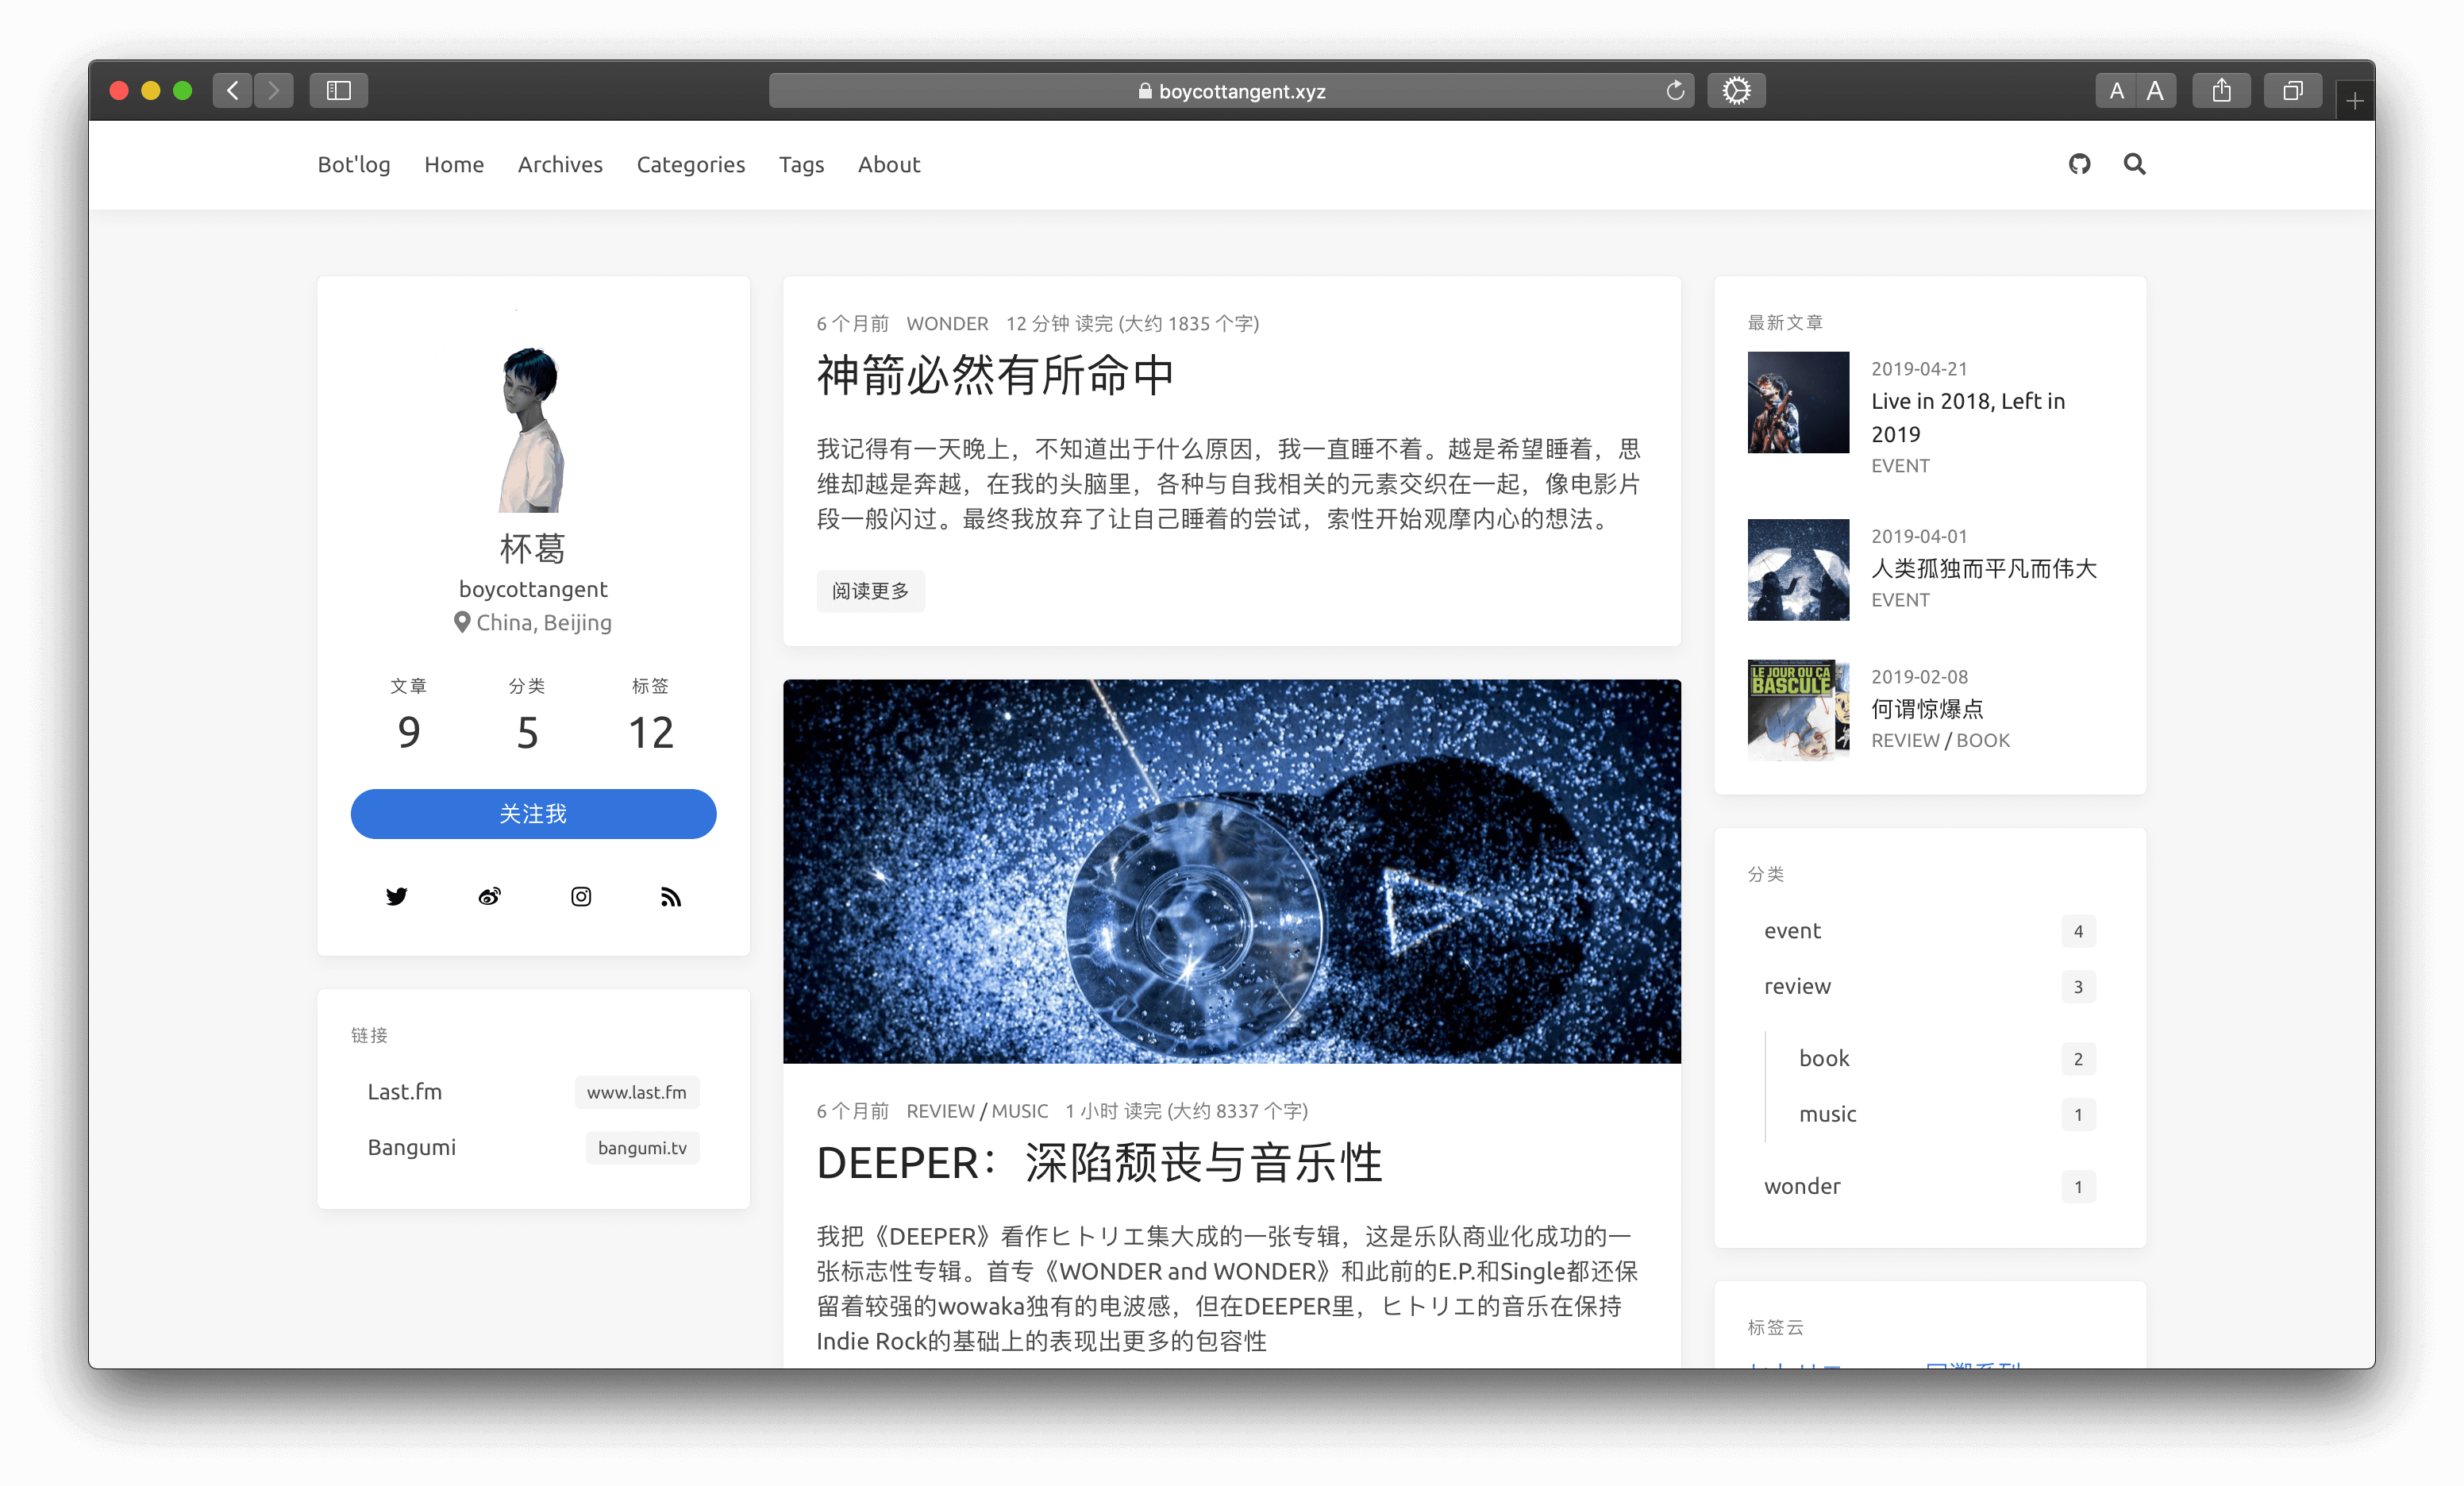 boycottangent.xyz
A A
Bot'log Home Archives Categories Tags About
杯葛
boycottangent
China, Beijing
文章 分类 标签
9 5 12
关注我
链接
Last.fm www.last.fm
Bangumi bangumi.tv
6 个月前 WONDER 12 分钟 读完 (大约 1835 个字)
神箭必然有所命中
我记得有一天晚上，不知道出于什么原因，我一直睡不着。越是希望睡着，思
维却越是奔越，在我的头脑里，各种与自我相关的元素交织在一起，像电影片
段一般闪过。最终我放弃了让自己睡着的尝试，索性开始观摩内心的想法。
阅读更多
6 个月前 REVIEW / MUSIC 1 小时 读完 (大约 8337 个字)
DEEPER：深陷颓丧与音乐性
我把《DEEPER》看作ヒトリエ集大成的一张专辑，这是乐队商业化成功的一
张标志性专辑。首专《WONDER and WONDER》和此前的E.P.和Single都还保
留着较强的wowaka独有的电波感，但在DEEPER里，ヒトリエ的音乐在保持
Indie Rock的基础上的表现出更多的包容性
最新文章
2019-04-21
Live in 2018, Left in
2019
EVENT
2019-04-01
人类孤独而平凡而伟大
EVENT
LE JOUR OÙ ÇA
BASCULE
2019-02-08
何谓惊爆点
REVIEW / BOOK
分类
event 4
review 3
book 2
music 1
wonder 1
标签云